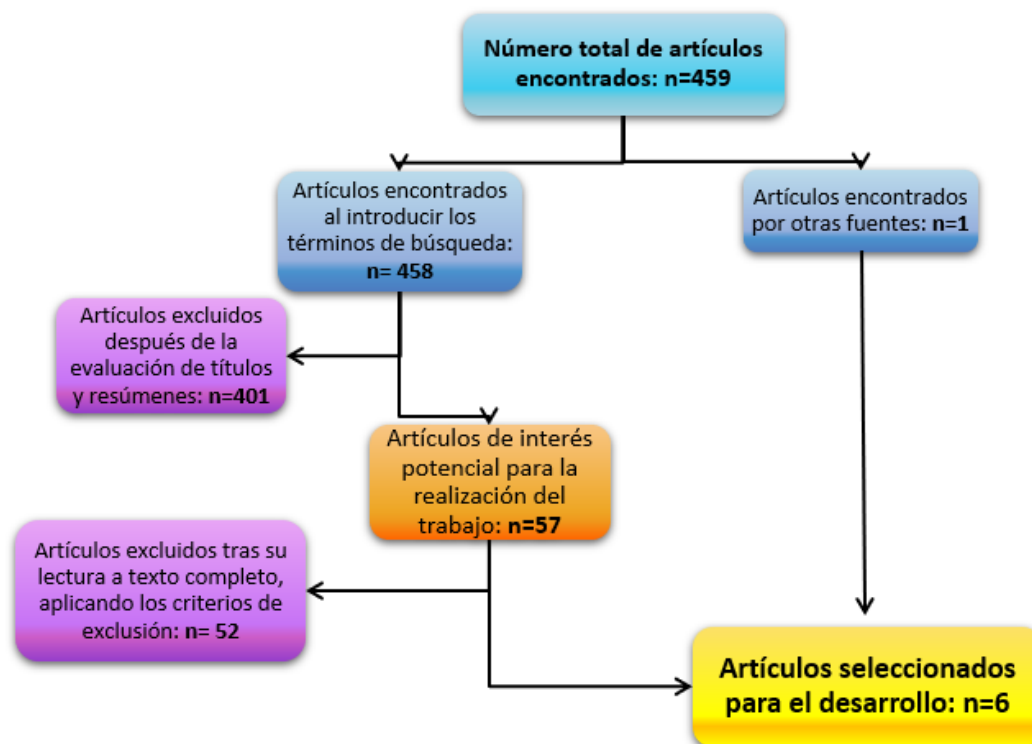 Número total de artículos
encontrados: n=459
Artículos encontrados
al introducir los
términos de búsqueda:
n= 458
Artículos encontrados
por otras fuentes: n=1
Artículos excluidos
después de la
evaluación de títulos
y resúmenes: n=401
Artículos de interés
potencial para la
realización del
trabajo: n=57
Artículos excluidos tras su
lectura a texto completo,
aplicando los criterios de
exclusión: n= 52
Artículos seleccionados
para el desarrollo: n=6